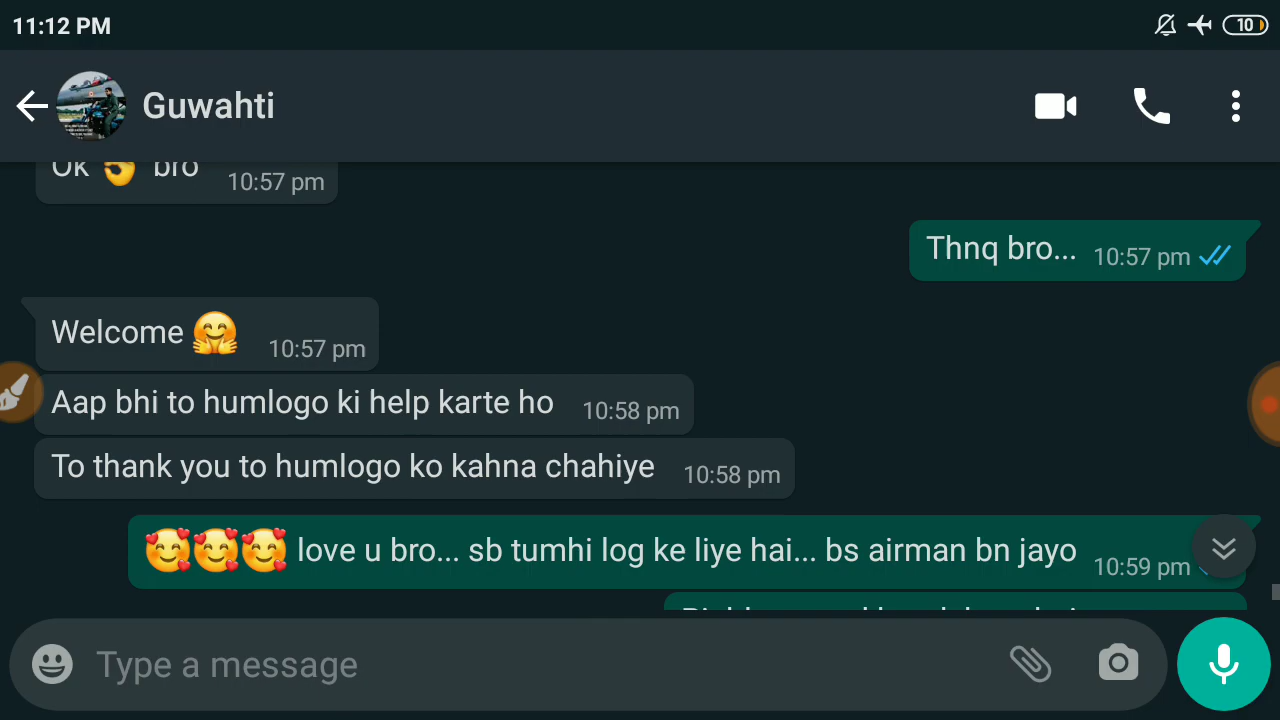 11:12 PM
10
Guwahti
Ok 👌 bro 10:57 pm
Thnq bro... 10:57 pm
Welcome 🤗 10:57 pm
Aap bhi to humlogo ki help karte ho 10:58 pm
To thank you to humlogo ko kahna chahiye 10:58 pm
🥰🥰🥰 love u bro... sb tumhi log ke liye hai... bs airman bn jayo 10:59 pm
Type a message